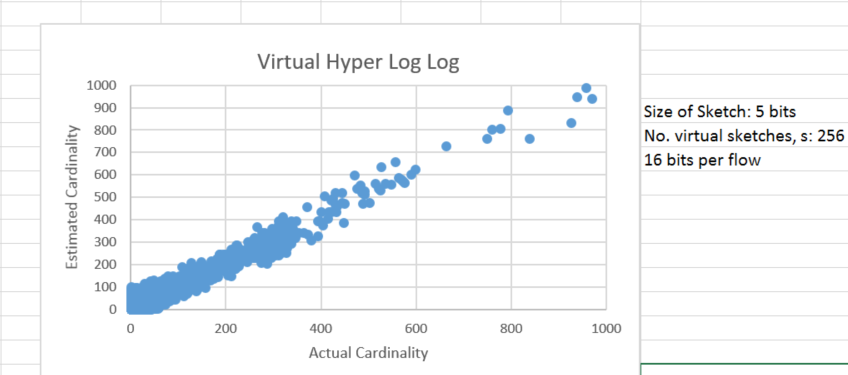 Virtual Hyper Log Log
1000
900
800
700
600
500
400
300
200
100
0
Estimated Cardinality
0 200 400 600 800 1000
Actual Cardinality
Size of Sketch: 5 bits
No. virtual sketches, s: 256
16 bits per flow